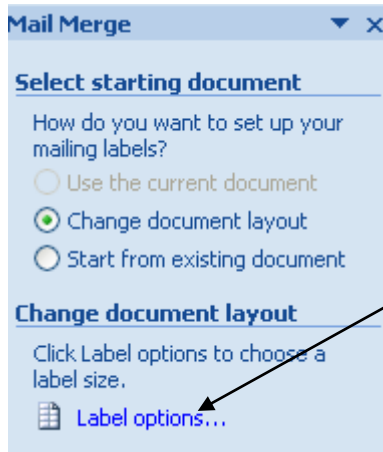 Mail Merge
Select starting document
How do you want to set up your
mailing labels?
Use the current document
Change document layout
Start from existing document
Change document layout
Click Label options to choose a
label size.
Label options...